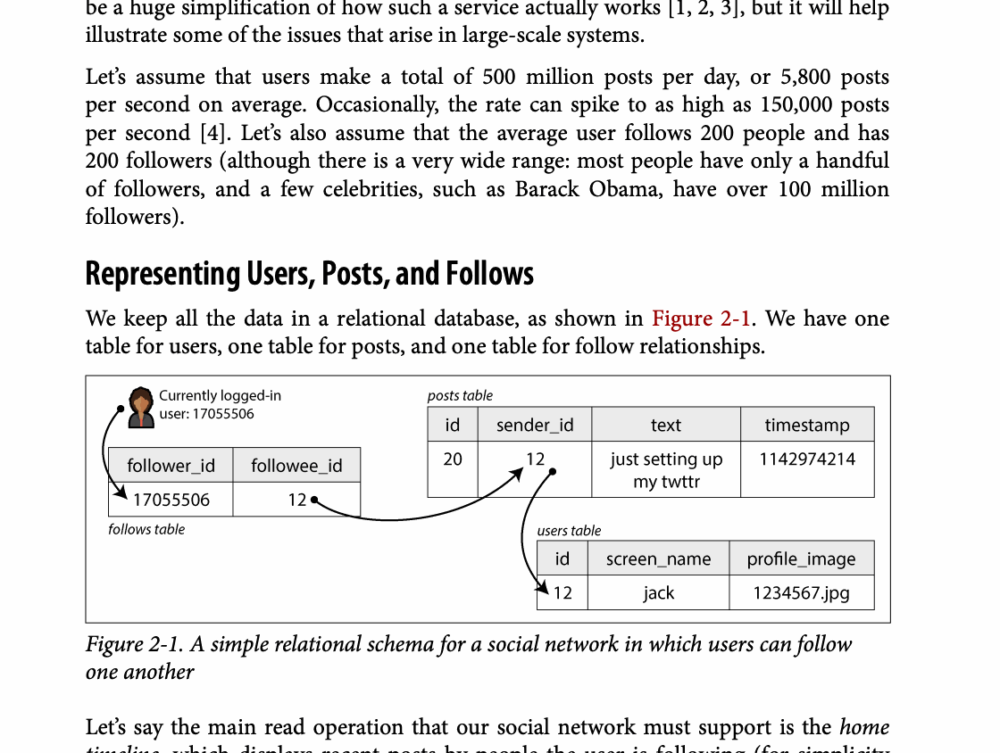 be a huge simplification of how such a service actually works [1, 2, 3], but it will help
illustrate some of the issues that arise in large-scale systems.
Let’s assume that users make a total of 500 million posts per day, or 5,800 posts
per second on average. Occasionally, the rate can spike to as high as 150,000 posts
per second [4]. Let’s also assume that the average user follows 200 people and has
200 followers (although there is a very wide range: most people have only a handful
of followers, and a few celebrities, such as Barack Obama, have over 100 million
followers).
Representing Users, Posts, and Follows
We keep all the data in a relational database, as shown in Figure 2-1. We have one
table for users, one table for posts, and one table for follow relationships.
Currently logged-in
user: 17055506
follower_id followee_id
17055506 12
follows table
posts table
id sender_id text timestamp
20 12 just setting up 1142974214
my twttr
users table
id screen_name profile_image
12 jack 1234567.jpg
Figure 2-1. A simple relational schema for a social network in which users can follow
one another
Let’s say the main read operation that our social network must support is the home
timeline, which displays recent posts by people the user is following (for simplicity